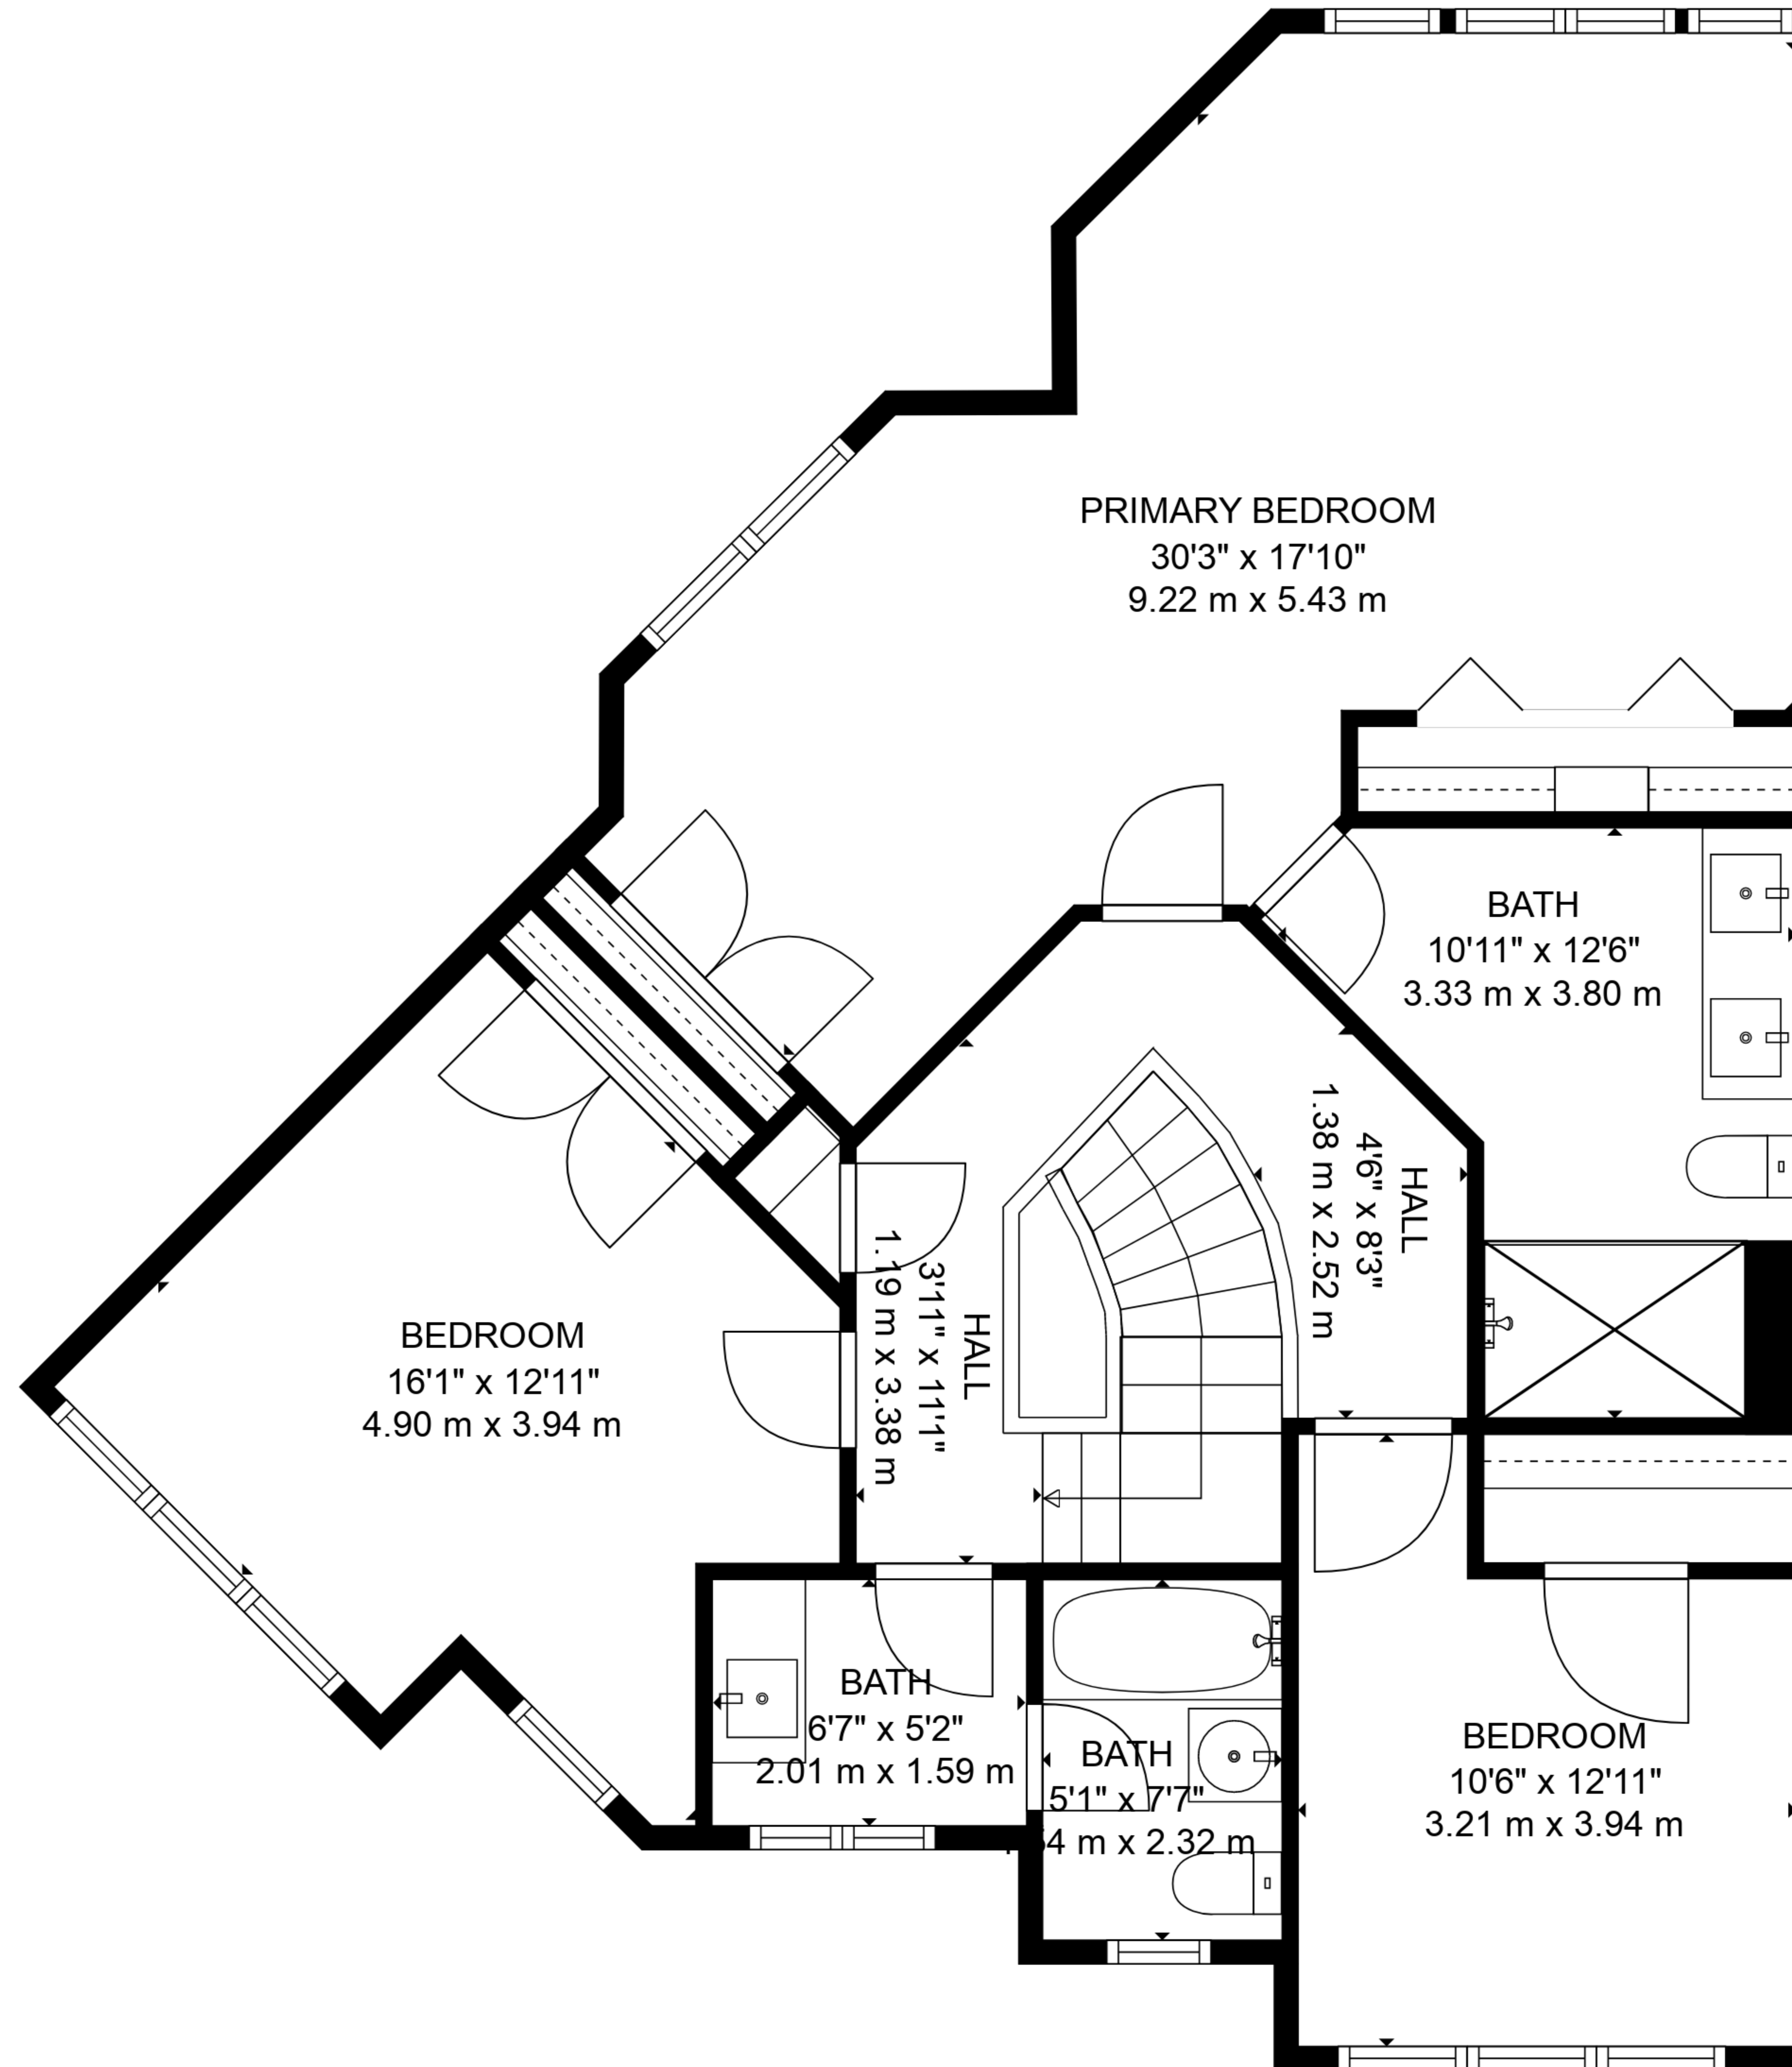 PRIMARY BEDROOM
30'3" x 17'10"
9.22 m x 5.43 m
BATH
10'11" x 12'6"
3.33 m x 3.80 m
HALL
4'6" x 8'3"
1.38 m x 2.52 m
HALL
3'11" x 11'1"
1.19 m x 3.38 m
BEDROOM
16'1" x 12'11"
4.90 m x 3.94 m
BATH
6'7" x 5'2"
2.01 m x 1.59 m
BATH
5'1" x 7'7"
m x 2.32 m
BEDROOM
10'6" x 12'11"
3.21 m x 3.94 m